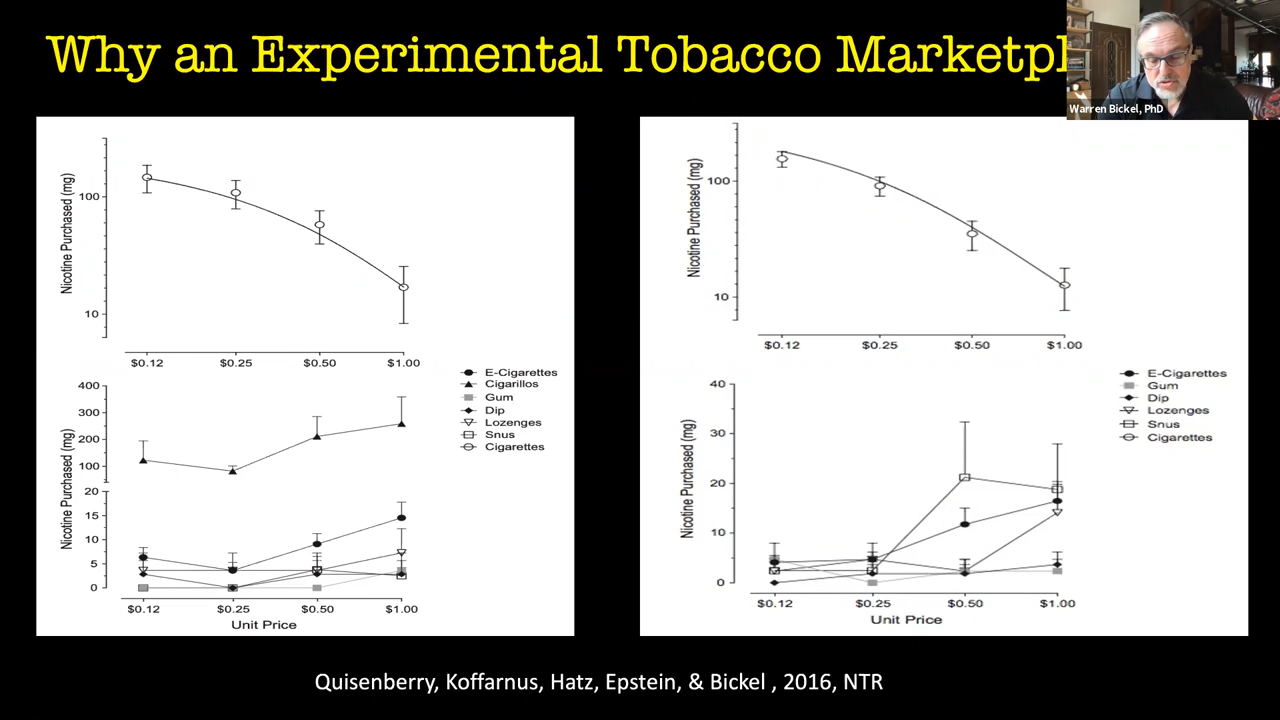 Why an Experimental Tobacco Marketpl
Warren Bickel, PhD
Nicotine Purchased (mg)
100
10
$0.12 $0.25 $0.50 $1.00
Nicotine Purchased (mg)
400
300
200
100
20
15
10
5
0
$0.12 $0.25 $0.50 $1.00
Unit Price
E-Cigarettes
Cigarillos
Gum
Dip
Lozenges
Snus
Cigarettes
Nicotine Purchased (mg)
100
10
$0.12 $0.25 $0.50 $1.00
Nicotine Purchased (mg)
40
30
20
10
0
$0.12 $0.25 $0.50 $1.00
Unit Price
E-Cigarettes
Gum
Dip
Lozenges
Snus
Cigarettes
Quisenberry, Koffarnus, Hatz, Epstein, & Bickel , 2016, NTR